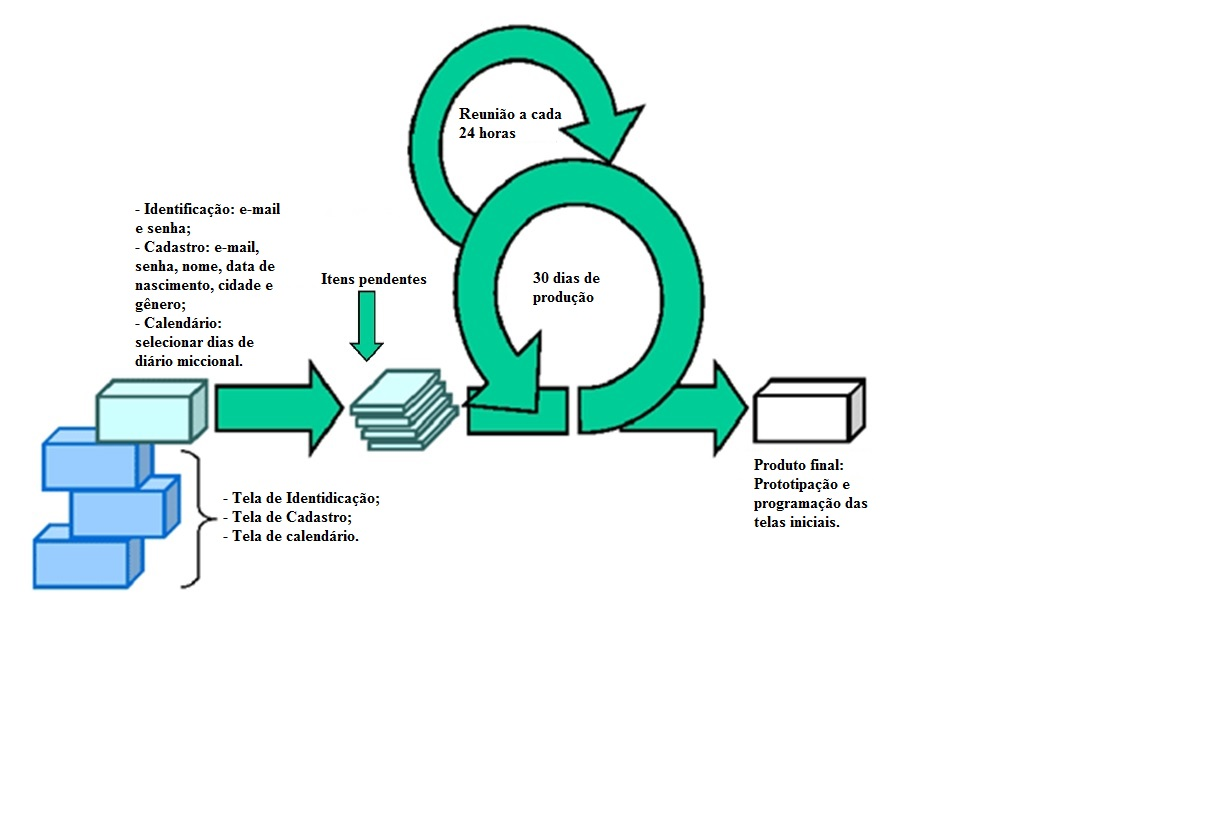 Reunião a cada
24 horas
- Identificação: e-mail
e senha;
- Cadastro: e-mail,
senha, nome, data de
nascimento, cidade e
gênero;
- Calendário:
selecionar dias de
diário miccional.
Itens pendentes
30 dias de
produção
- Tela de Identidicação;
- Tela de Cadastro;
- Tela de calendário.
Produto final:
Prototipação e
programação das
telas iniciais.